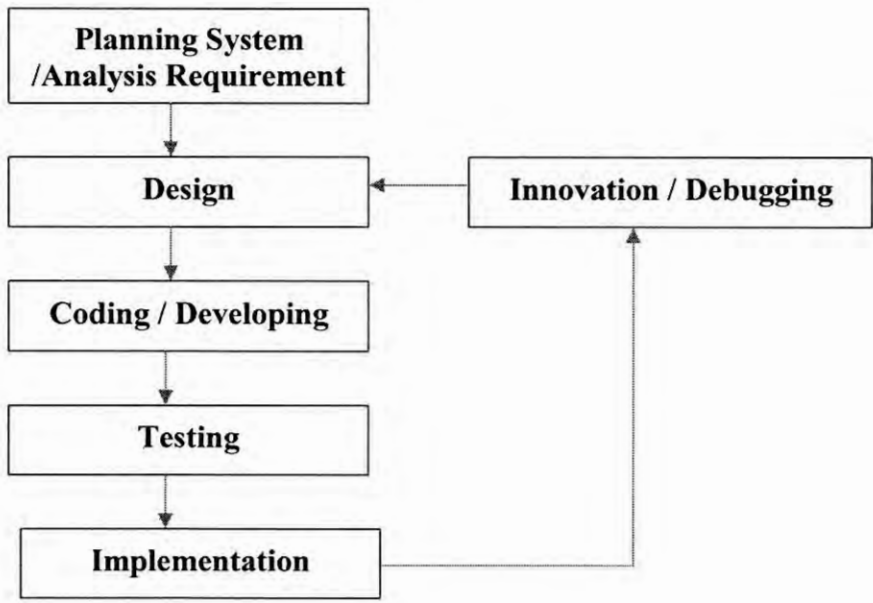 Planning System
/Analysis Requirement
Design
Innovation / Debugging
Coding / Developing
Testing
Implementation